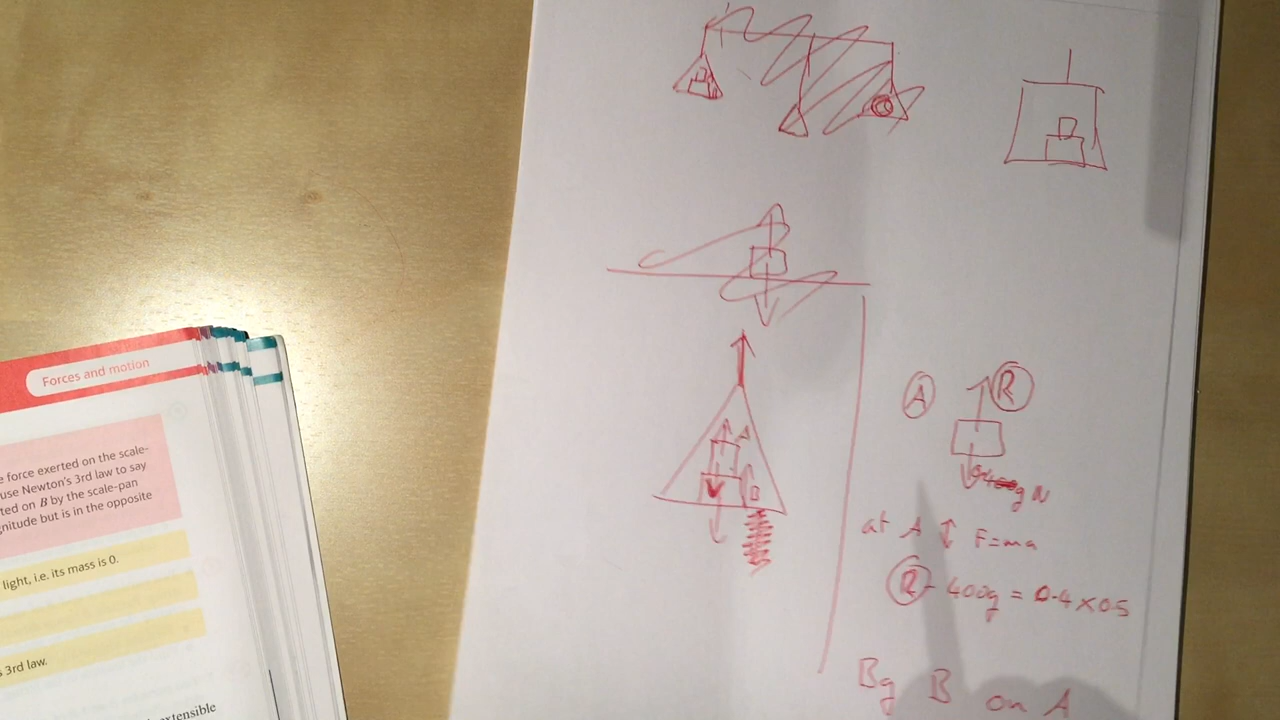 Forces and motion
e force exerted on the scale-
use Newton's 3rd law to say
ted on B by the scale-pan
gnitude but is in the opposite
light, i.e. its mass is 0.
s 3rd law.
extensible
A
R
g N
at A ↕ F=ma
R - 400g = 0.4 × 0.5
By B on A